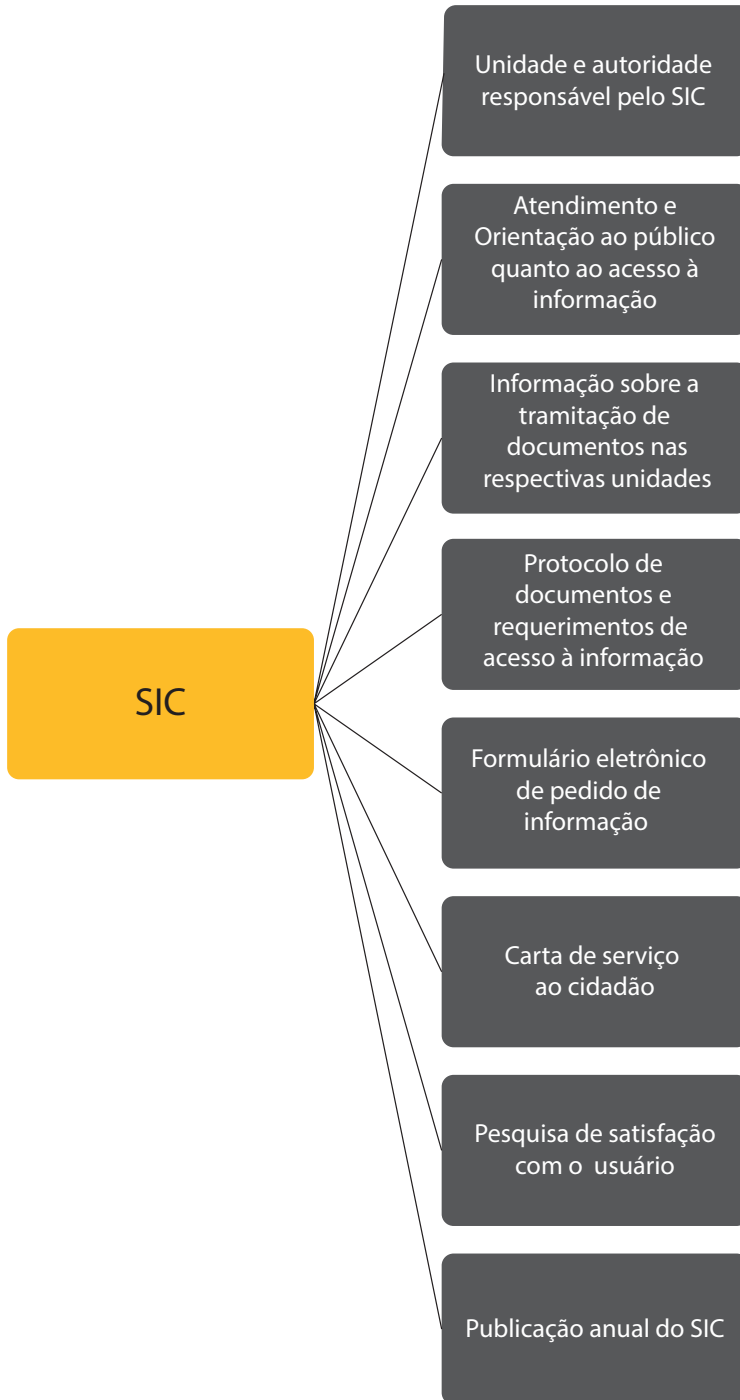 SIC
Unidade e autoridade
responsável pelo SIC
Atendimento e
Orientação ao público
quanto ao acesso à
informação
Informação sobre a
tramitação de
documentos nas
respectivas unidades
Protocolo de
documentos e
requerimentos de
acesso à informação
Formulário eletrônico
de pedido de
informação
Carta de serviço
ao cidadão
Pesquisa de satisfação
com o usuário
Publicação anual do SIC